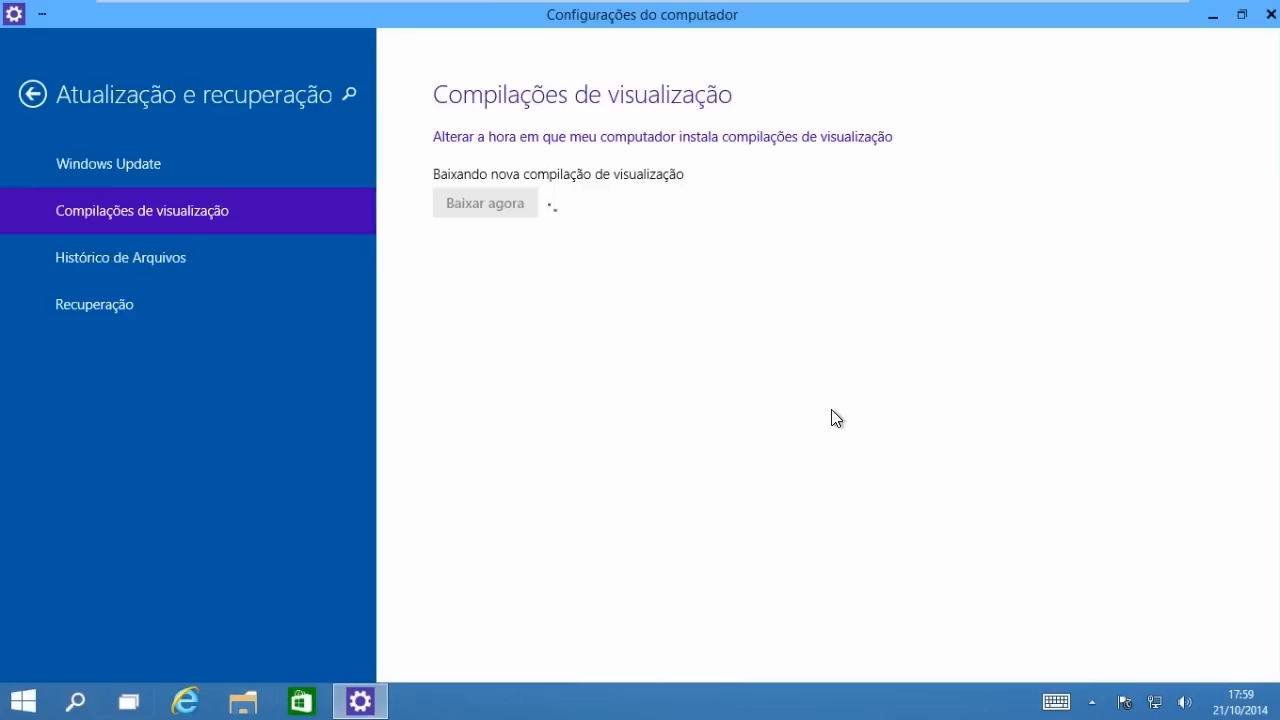 Configurações do computador
Atualização e recuperação
Windows Update
Compilações de visualização
Histórico de Arquivos
Recuperação
Compilações de visualização
Alterar a hora em que meu computador instala compilações de visualização
Baixando nova compilação de visualização
Baixar agora
17:59
21/10/2014